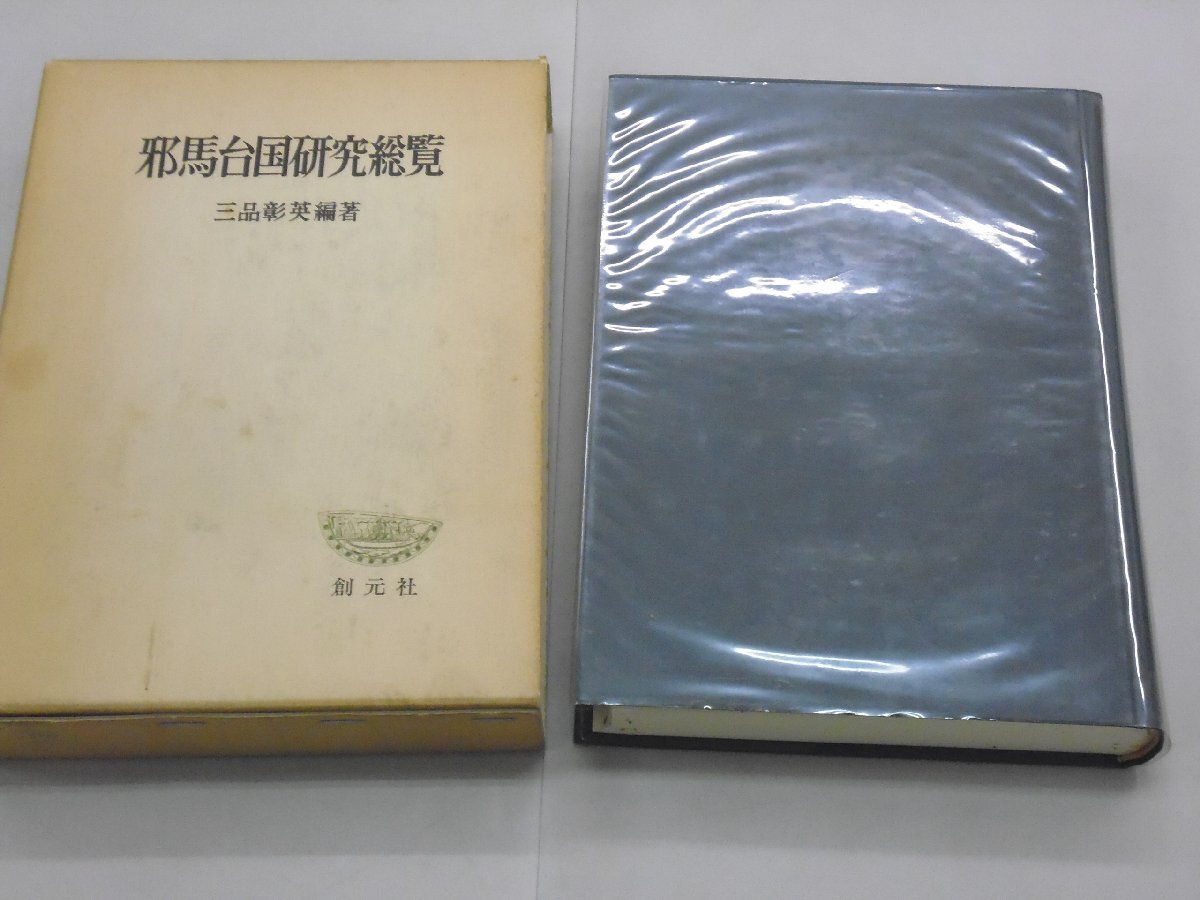 邪馬台国研究総覧
三品彰英編著
創元社